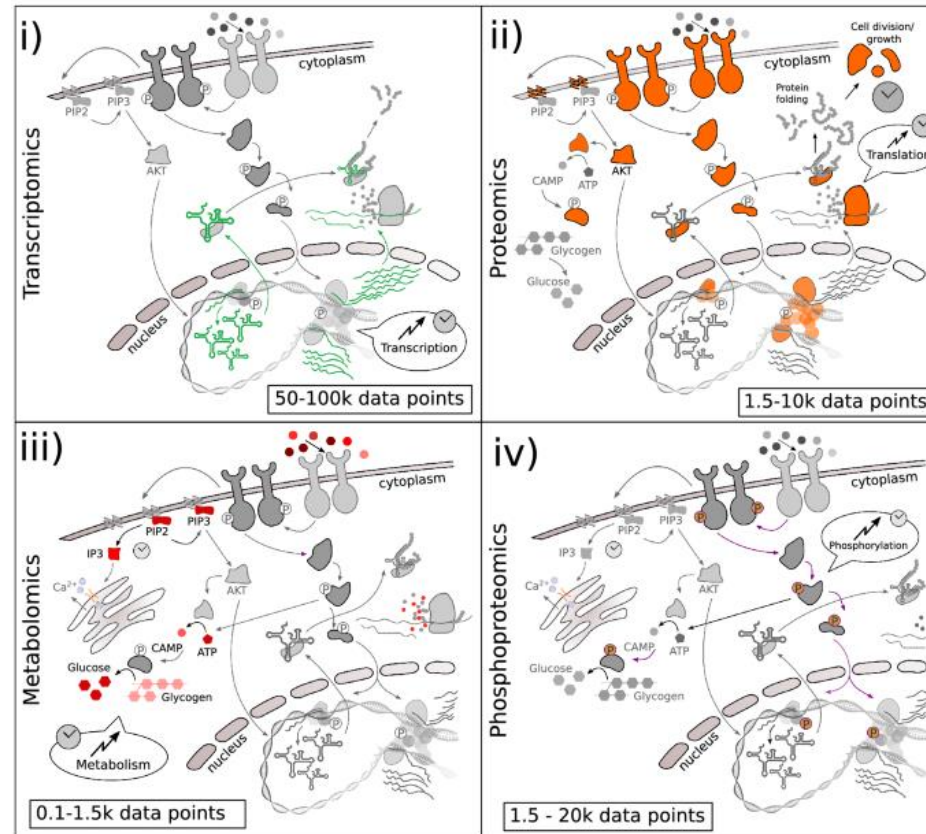 i)
Transcriptomics
cytoplasm
P
P
PIP2
PIP3
AKT
P
P
P
nucleus
Transcription
50-100k data points
ii)
Proteomics
Cell division/
growth
cytoplasm
Protein
folding
P
P
PIP2
PIP3
Translation
AKT
CAMP
ATP
P
P
P
Glycogen
Glucose
P
P
nucleus
1.5-10k data points
iii)
Metabolomics
cytoplasm
P
P
PIP2
PIP3
IP3
Ca2+
AKT
P
P
P
CAMP
ATP
Glucose
Glycogen
Metabolism
nucleus
P
P
0.1-1.5k data points
iv)
Phosphoproteomics
cytoplasm
P
P
PIP2
PIP3
Phosphorylation
IP3
Ca2+
AKT
P
P
P
CAMP
ATP
Glucose
Glycogen
nucleus
P
P
1.5 - 20k data points